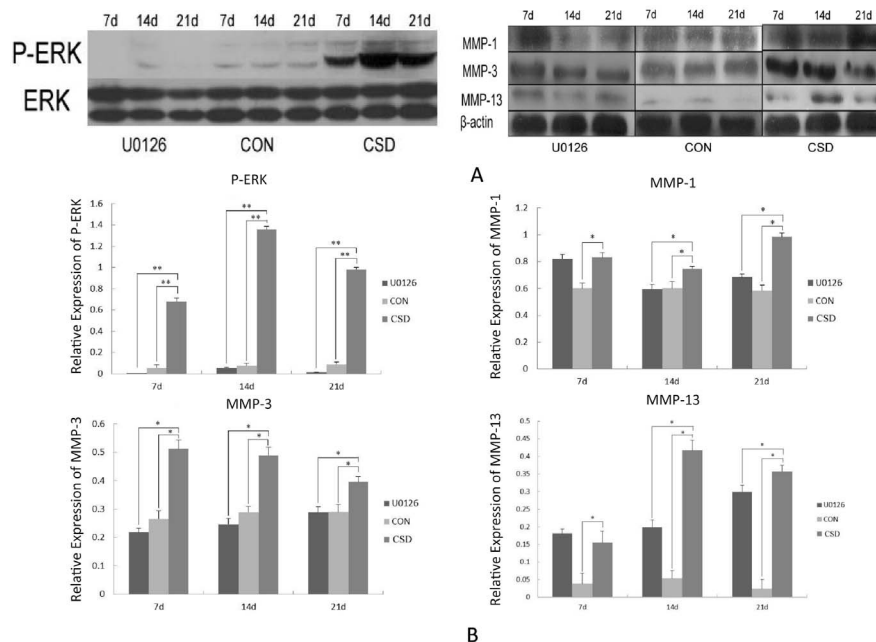 7d 14d 21d 7d 14d 21d 7d 14d 21d
P-ERK
ERK
U0126 CON CSD
7d 14d 21d 7d 14d 21d 7d 14d 21d
MMP-1
MMP-3
MMP-13
β-actin
U0126 CON CSD
A
P-ERK
Relative Expression of P-ERK
1.6
1.4
1.2
1
0.8
0.6
0.4
0.2
0
** ** ** ** ** **
7d 14d 21d
U0126
CON
CSD
MMP-1
Relative Expression of MMP-1
1.2
1
0.8
0.6
0.4
0.2
0
* * * * *
7d 14d 21d
U0126
CON
CSD
MMP-3
Relative Expression of MMP-3
0.6
0.5
0.4
0.3
0.2
0.1
0
* * * * * *
7d 14d 21d
U0126
CON
CSD
MMP-13
Relative Expression of MMP-13
0.5
0.45
0.4
0.35
0.3
0.25
0.2
0.15
0.1
0.05
0
* * * * *
7d 14d 21d
U0126
CON
CSD
B